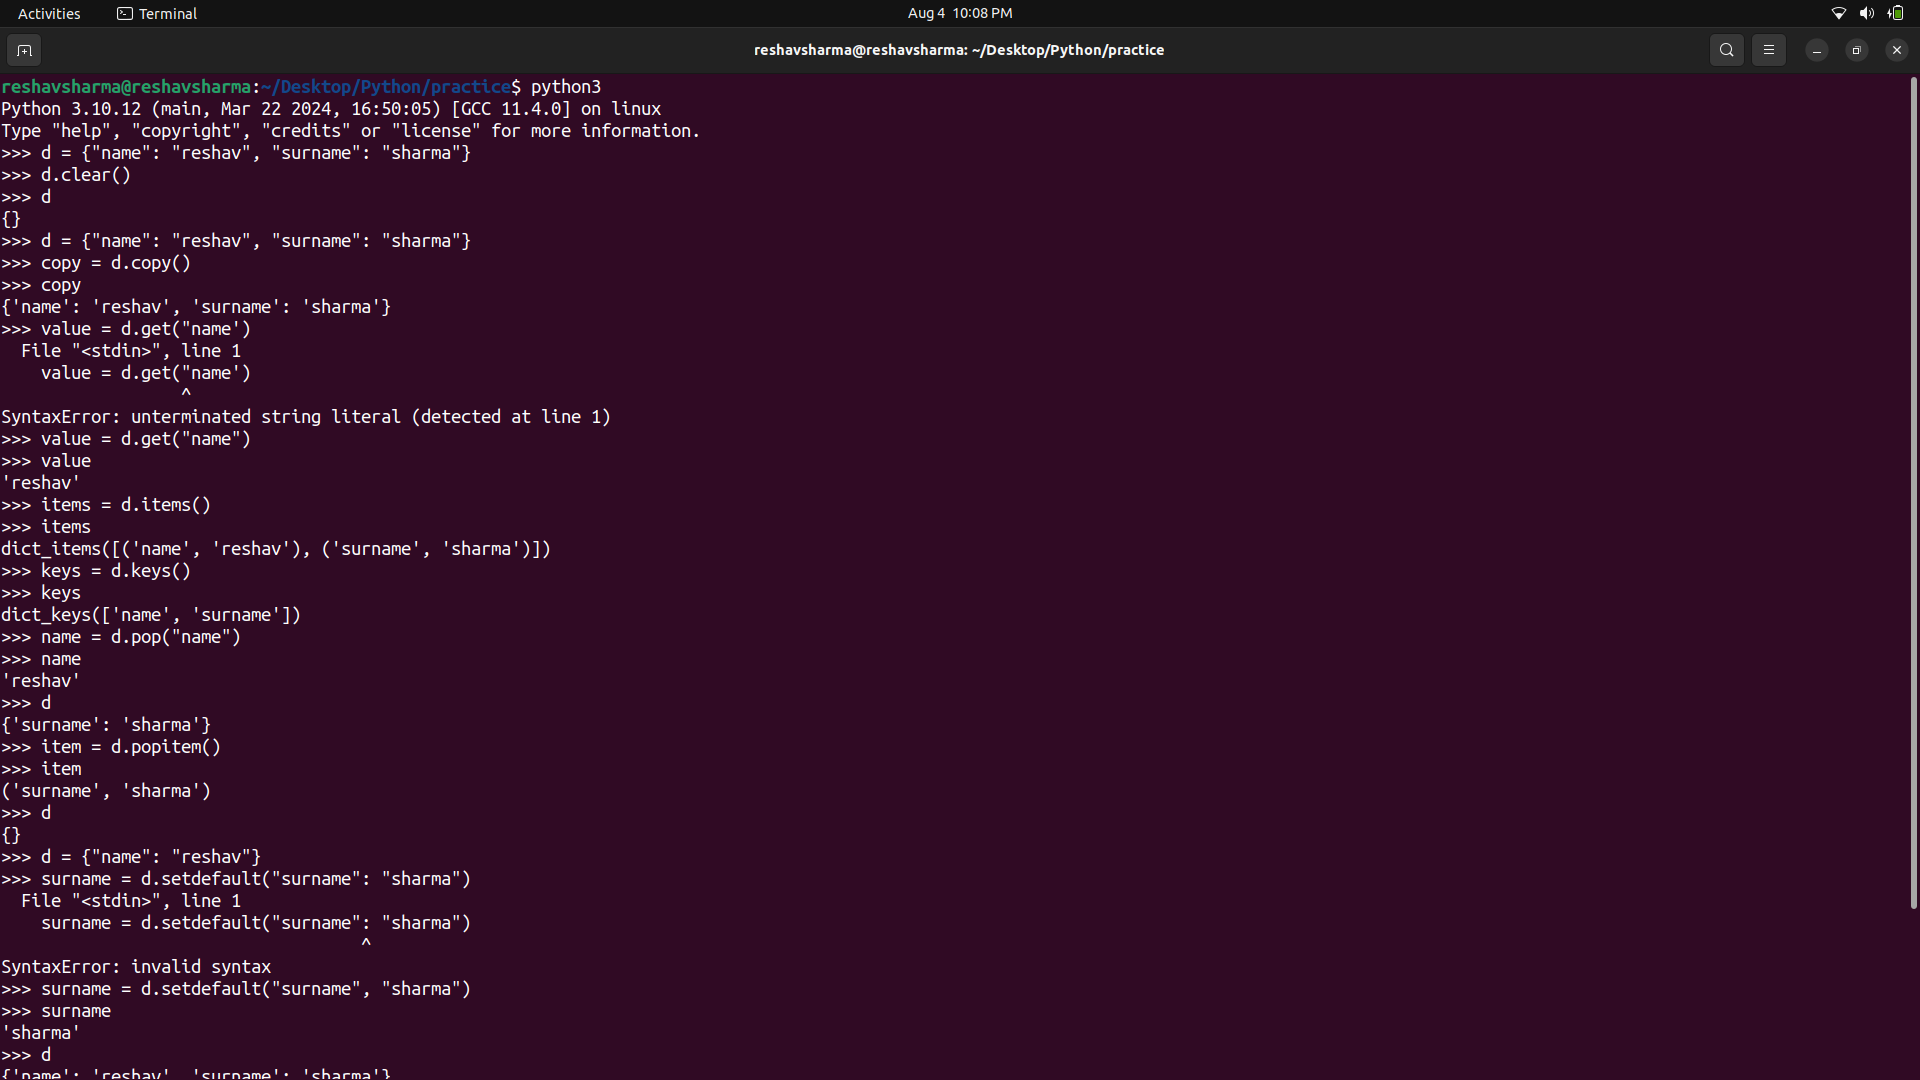 Activities Terminal Aug 4 10:08 PM
reshavsharma@reshavsharma: ~/Desktop/Python/practice
reshavsharma@reshavsharma:~/Desktop/Python/practice$ python3
Python 3.10.12 (main, Mar 22 2024, 16:50:05) [GCC 11.4.0] on linux
Type "help", "copyright", "credits" or "license" for more information.
>>> d = {"name": "reshav", "surname": "sharma"}
>>> d.clear()
>>> d
{}
>>> d = {"name": "reshav", "surname": "sharma"}
>>> copy = d.copy()
>>> copy
{'name': 'reshav', 'surname': 'sharma'}
>>> value = d.get("name')
  File "<stdin>", line 1
    value = d.get("name')
                  ^
SyntaxError: unterminated string literal (detected at line 1)
>>> value = d.get("name")
>>> value
'reshav'
>>> items = d.items()
>>> items
dict_items([('name', 'reshav'), ('surname', 'sharma')])
>>> keys = d.keys()
>>> keys
dict_keys(['name', 'surname'])
>>> name = d.pop("name")
>>> name
'reshav'
>>> d
{'surname': 'sharma'}
>>> item = d.popitem()
>>> item
('surname', 'sharma')
>>> d
{}
>>> d = {"name": "reshav"}
>>> surname = d.setdefault("surname": "sharma")
  File "<stdin>", line 1
    surname = d.setdefault("surname": "sharma")
                                    ^
SyntaxError: invalid syntax
>>> surname = d.setdefault("surname", "sharma")
>>> surname
'sharma'
>>> d
{'name': 'reshav', 'surname': 'sharma'}